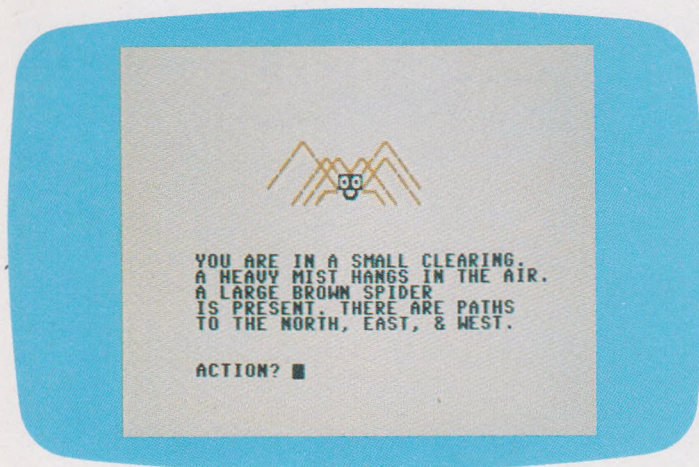 YOU ARE IN A SMALL CLEARING.
A HEAVY MIST HANGS IN THE AIR.
A LARGE BROWN SPIDER
IS PRESENT. THERE ARE PATHS
TO THE NORTH, EAST, & WEST.
ACTION?